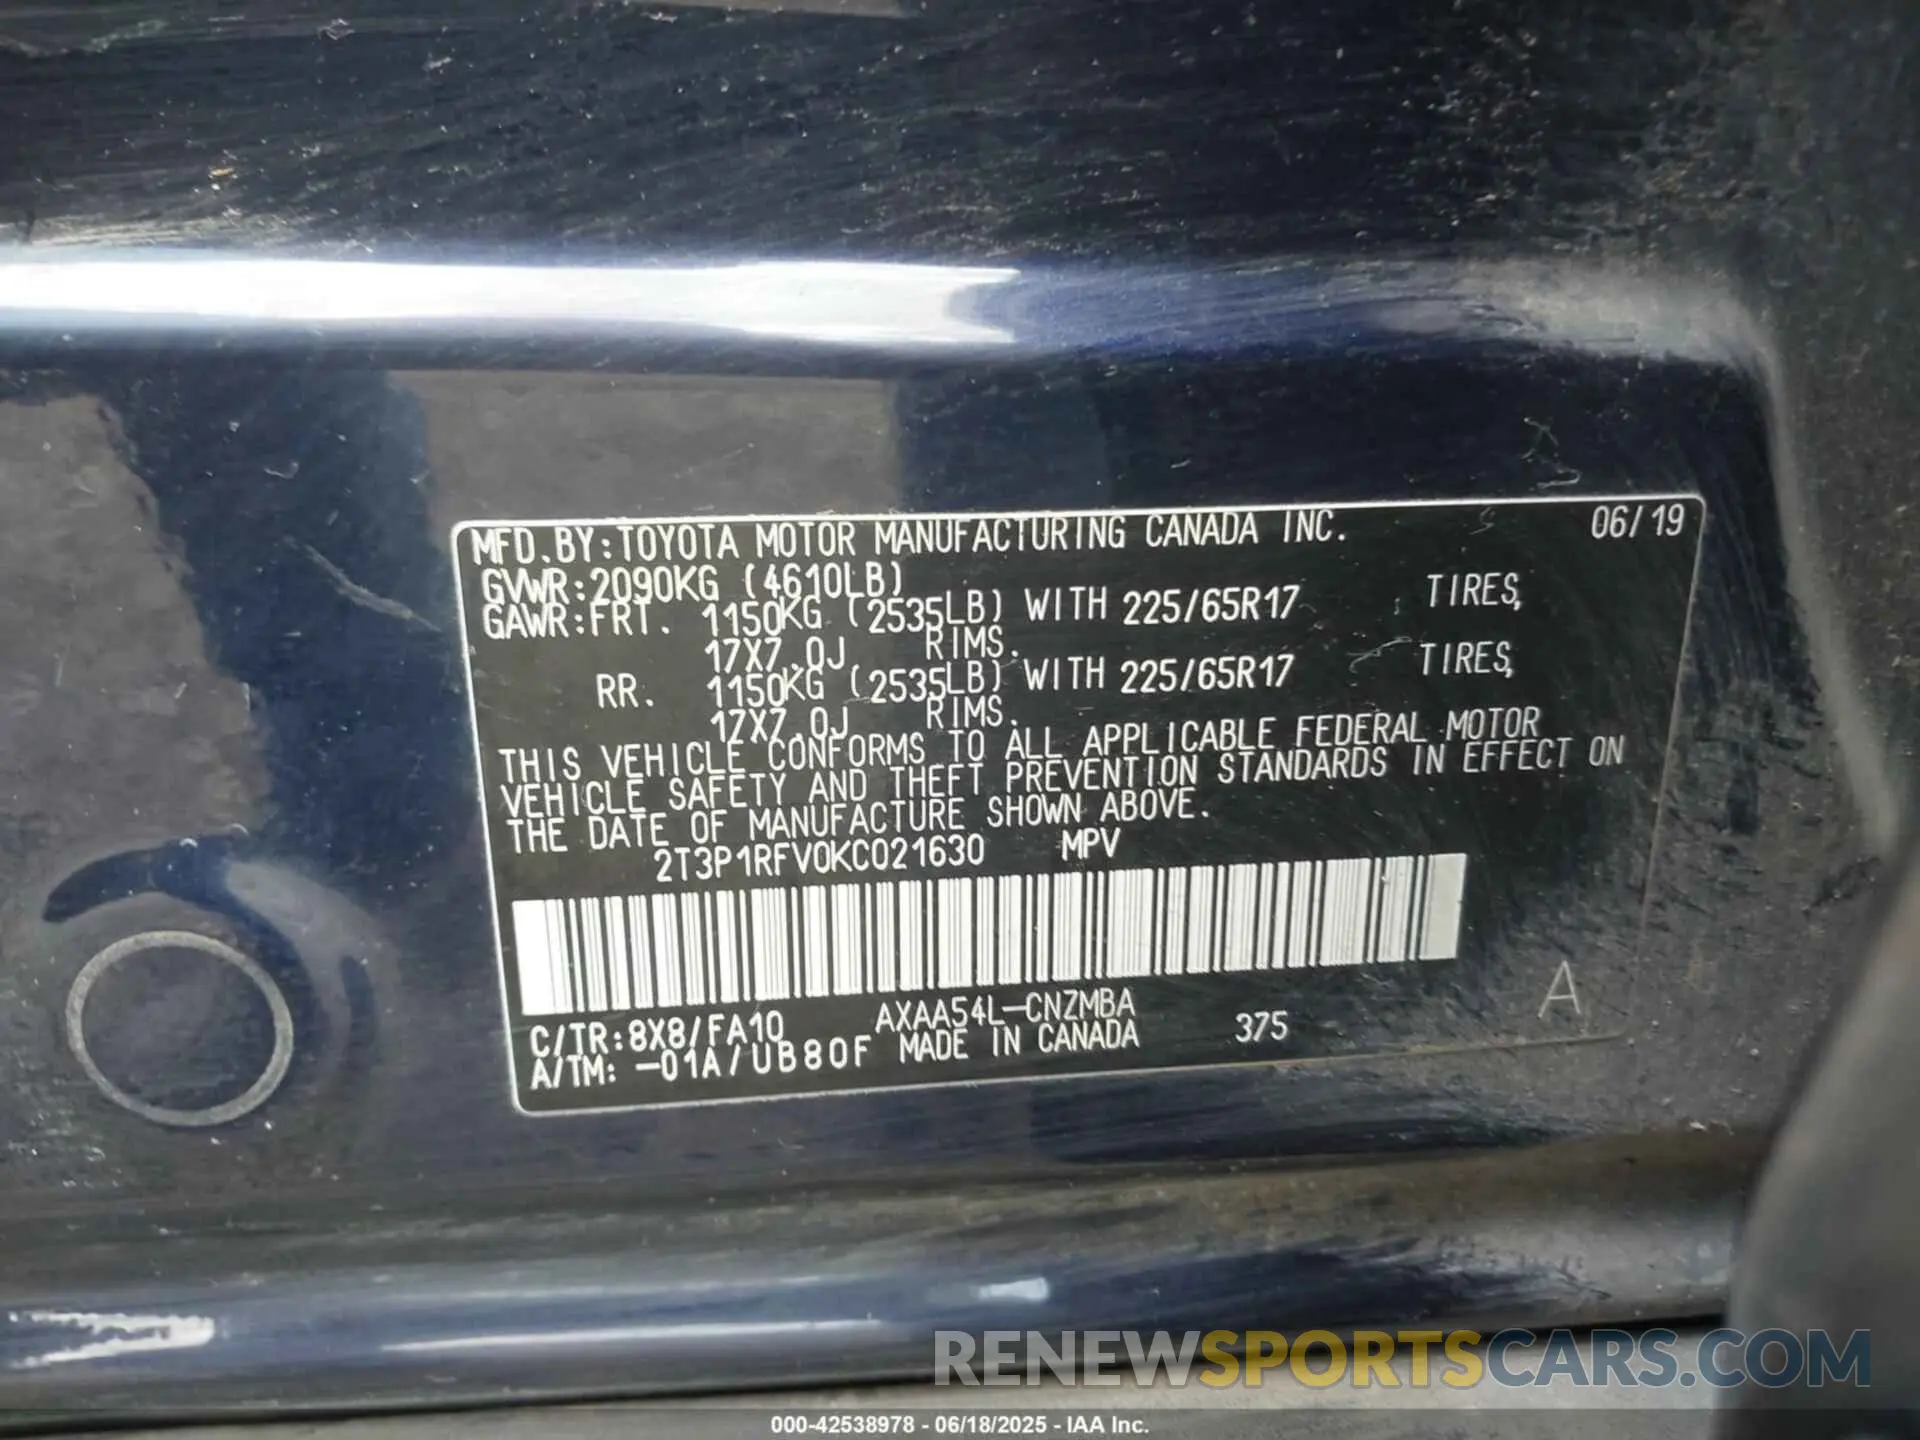 MFD.BY:TOYOTA MOTOR MANUFACTURING CANADA INC. 06/19
GVWR:2090KG (4610LB)
GAWR:FRT. 1150KG (2535LB) WITH 225/65R17 TIRES,
17X7.0J RIMS.
RR. 1150KG (2535LB) WITH 225/65R17 TIRES,
17X7.0J RIMS.
THIS VEHICLE CONFORMS TO ALL APPLICABLE FEDERAL MOTOR
VEHICLE SAFETY AND THEFT PREVENTION STANDARDS IN EFFECT ON
THE DATE OF MANUFACTURE SHOWN ABOVE.
2T3P1RFV0KC021630 MPV
C/TR:8X8/FA10 AXAA54L-CNZMBA 375 A
A/TM: -01A/UB80F MADE IN CANADA
RENEWSPORTSCARS.COM
000-42538978 - 06/18/2025 - IAA Inc.